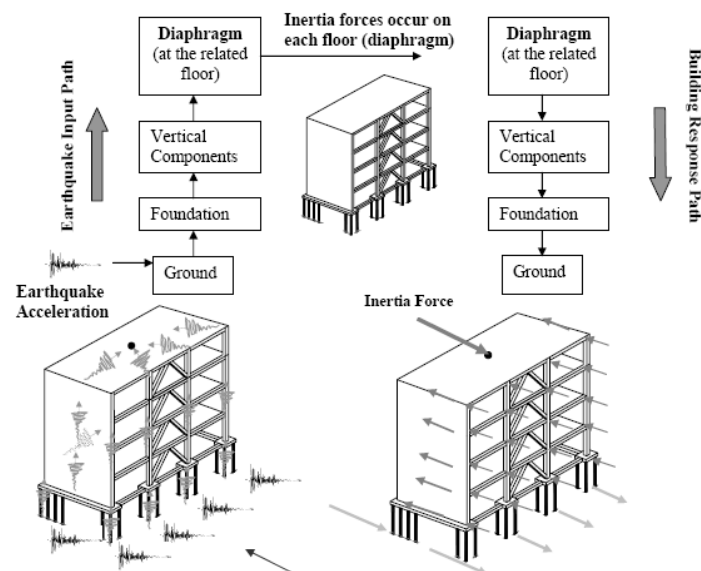 Diaphragm
(at the related
floor)
Inertia forces occur on
each floor (diaphragm)
Diaphragm
(at the related
floor)
Earthquake Input Path
Building Response Path
Vertical
Components
Vertical
Components
Foundation
Foundation
Ground
Ground
Earthquake
Acceleration
Inertia Force